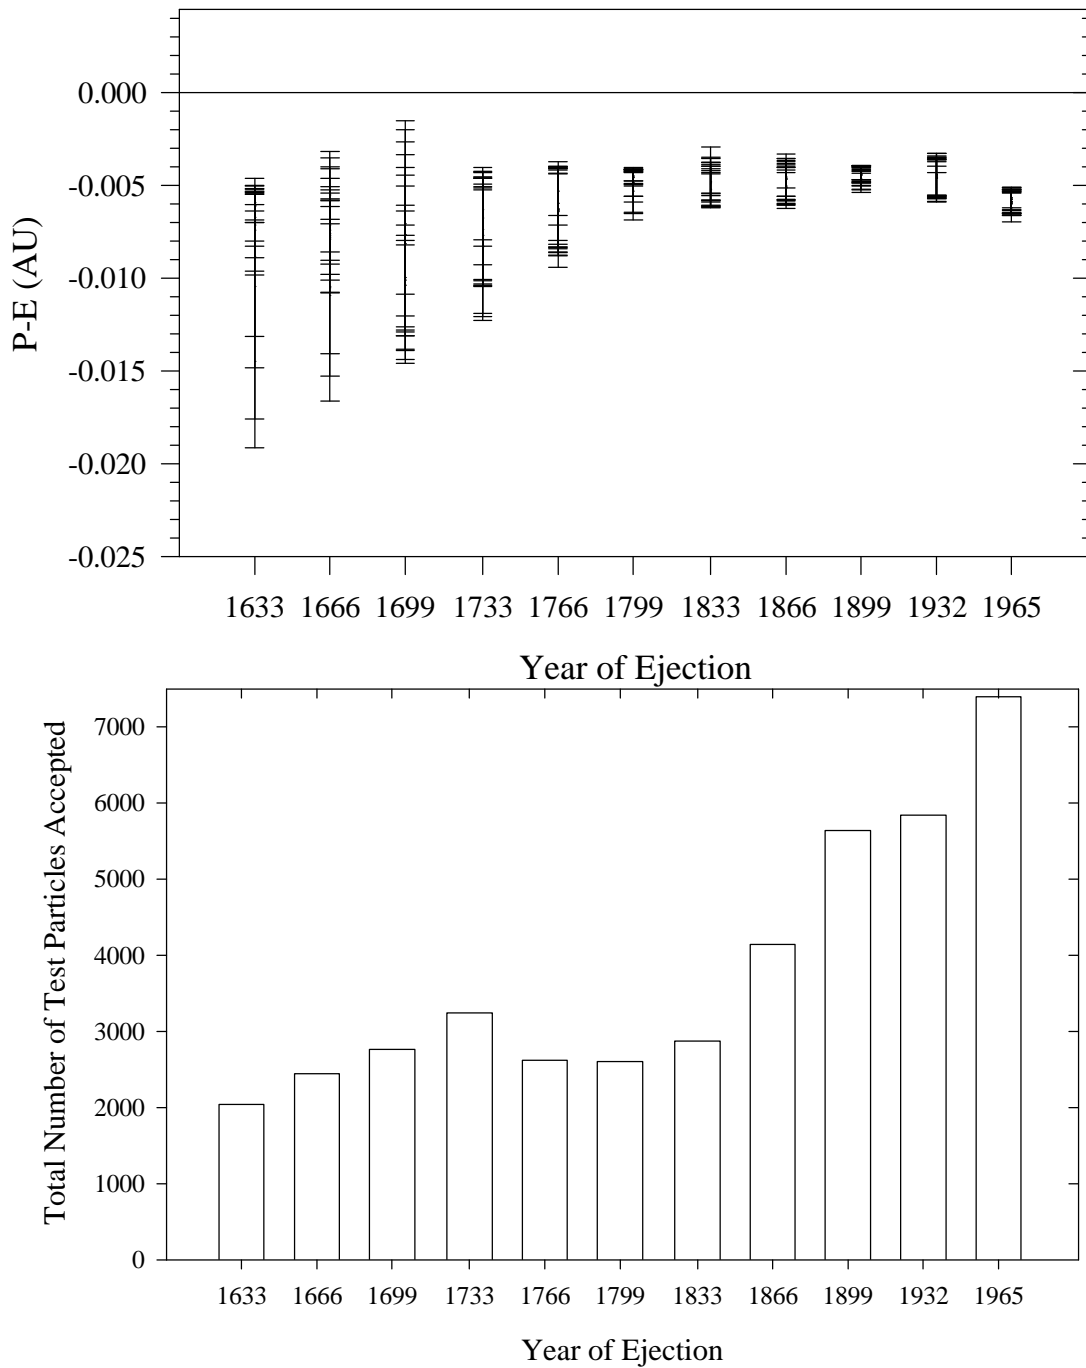 0.000
-0.005
-0.010
-0.015
-0.020
-0.025
P-E (AU)
1633 1666 1699 1733 1766 1799 1833 1866 1899 1932 1965
Year of Ejection
7000
6000
5000
4000
3000
2000
1000
0
Total Number of Test Particles Accepted
1633 1666 1699 1733 1766 1799 1833 1866 1899 1932 1965
Year of Ejection